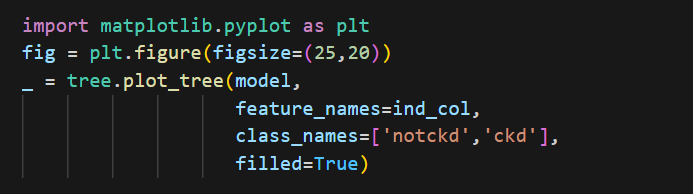 import matplotlib.pyplot as plt
fig = plt.figure(figsize=(25,20))
_ = tree.plot_tree(model,
                   feature_names=ind_col,
                   class_names=['notckd','ckd'],
                   filled=True)